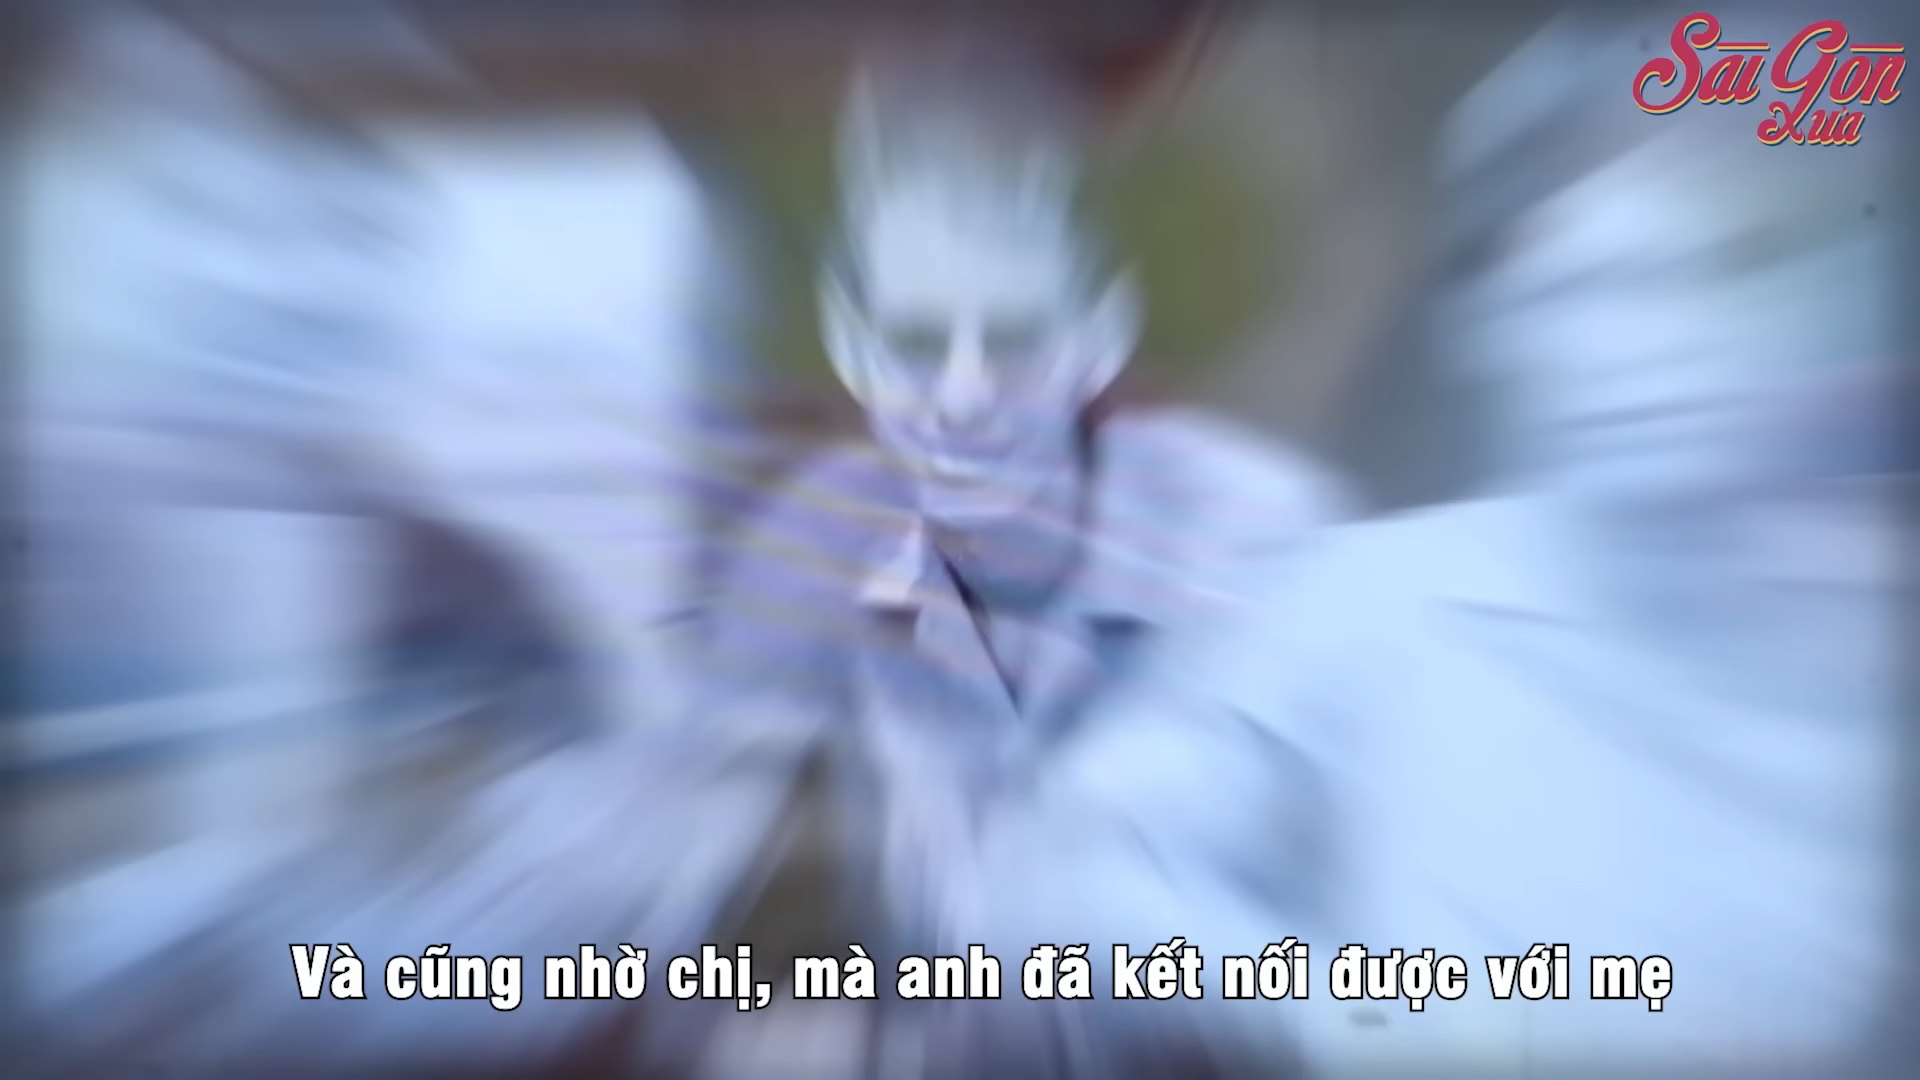 Sài Gòn
Xưa
Và cũng nhờ chị, mà anh đã kết nối được với mẹ